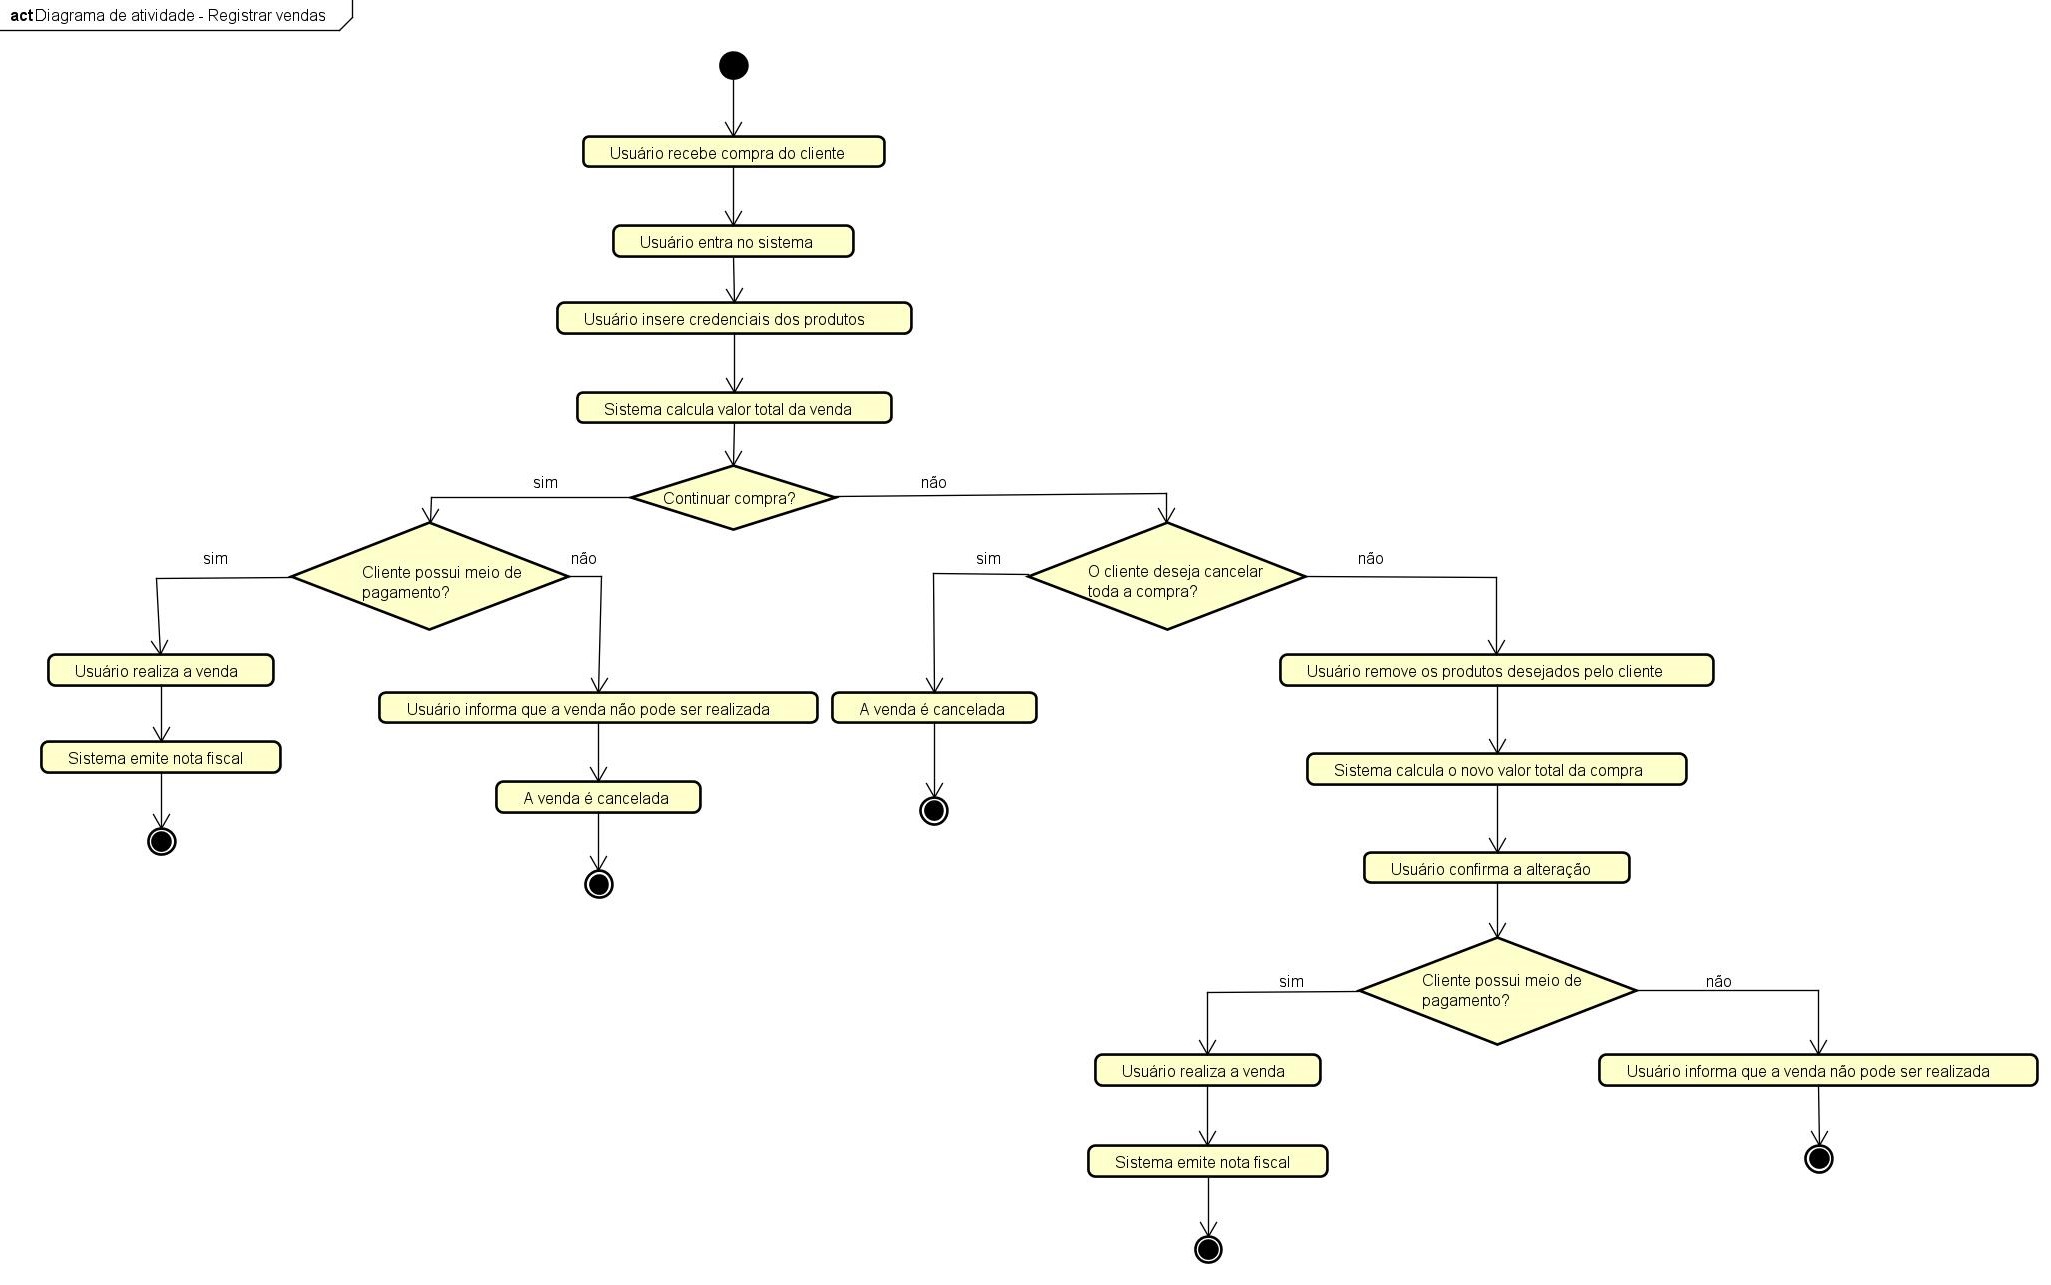 act Diagrama de atividade - Registrar vendas
Usuário recebe compra do cliente
Usuário entra no sistema
Usuário insere credenciais dos produtos
Sistema calcula valor total da venda
sim
Continuar compra?
não
sim
Cliente possui meio de
pagamento?
não
sim
O cliente deseja cancelar
toda a compra?
não
Usuário realiza a venda
Usuário informa que a venda não pode ser realizada
A venda é cancelada
Usuário remove os produtos desejados pelo cliente
Sistema emite nota fiscal
A venda é cancelada
Sistema calcula o novo valor total da compra
Usuário confirma a alteração
sim
Cliente possui meio de
pagamento?
não
Usuário realiza a venda
Usuário informa que a venda não pode ser realizada
Sistema emite nota fiscal